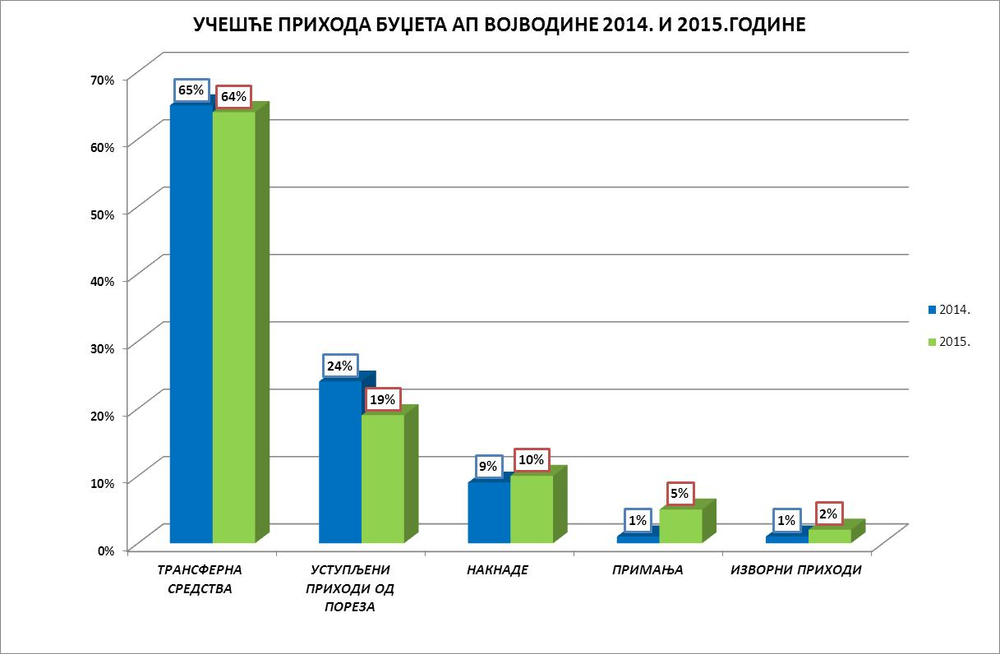 УЧЕШЋЕ ПРИХОДА БУЏЕТА АП ВОЈВОДИНЕ 2014. И 2015.ГОДИНЕ
70%
60%
50%
40%
30%
20%
10%
0%
65%
64%
24%
19%
9%
10%
1%
5%
1%
2%
ТРАНСФЕРНА
СРЕДСТВА
УСТУПЉЕНИ
ПРИХОДИ ОД
ПОРЕЗА
НАКНАДЕ
ПРИМАЊА
ИЗВОРНИ ПРИХОДИ
2014.
2015.